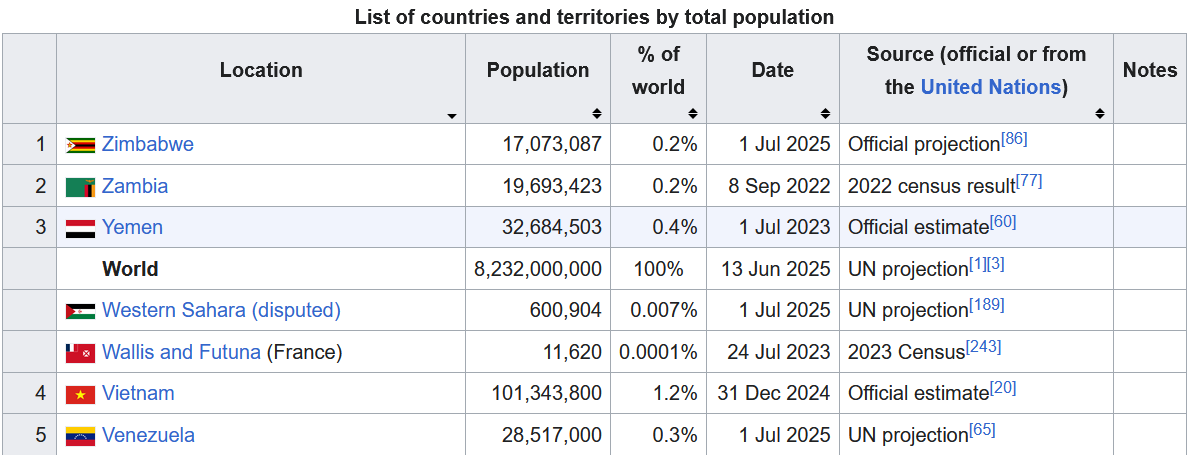 List of countries and territories by total population
Location Population % of world Date Source (official or from the United Nations) Notes
1 Zimbabwe 17,073,087 0.2% 1 Jul 2025 Official projection[86]
2 Zambia 19,693,423 0.2% 8 Sep 2022 2022 census result[77]
3 Yemen 32,684,503 0.4% 1 Jul 2023 Official estimate[60]
World 8,232,000,000 100% 13 Jun 2025 UN projection[1][3]
Western Sahara (disputed) 600,904 0.007% 1 Jul 2025 UN projection[189]
Wallis and Futuna (France) 11,620 0.0001% 24 Jul 2023 2023 Census[243]
4 Vietnam 101,343,800 1.2% 31 Dec 2024 Official estimate[20]
5 Venezuela 28,517,000 0.3% 1 Jul 2025 UN projection[65]